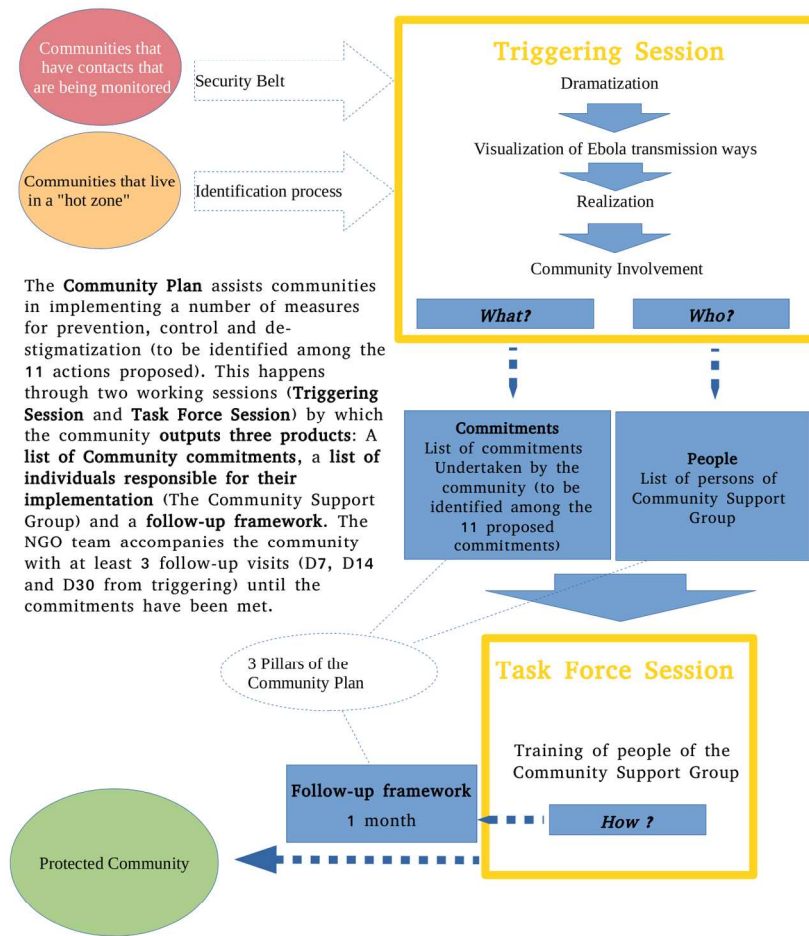 Communities that
have contacts that
are being monitored
Security Belt
Communities that live
in a "hot zone"
Identification process
Triggering Session
Dramatization
Visualization of Ebola transmission ways
Realization
Community Involvement
What?
Who?
The Community Plan assists communities
in implementing a number of measures
for prevention, control and de-
stigmatization (to be identified among the
11 actions proposed). This happens
through two working sessions (Triggering
Session and Task Force Session) by which
the community outputs three products: A
list of Community commitments, a list of
individuals responsible for their
implementation (The Community Support
Group) and a follow-up framework. The
NGO team accompanies the community
with at least 3 follow-up visits (D7, D14
and D30 from triggering) until the
commitments have been met.
Commitments
List of commitments
Undertaken by the
community (to be
identified among the
11 proposed
commitments)
People
List of persons of
Community Support
Group
3 Pillars of the
Community Plan
Task Force Session
Training of people of the
Community Support Group
How ?
Follow-up framework
1 month
Protected Community